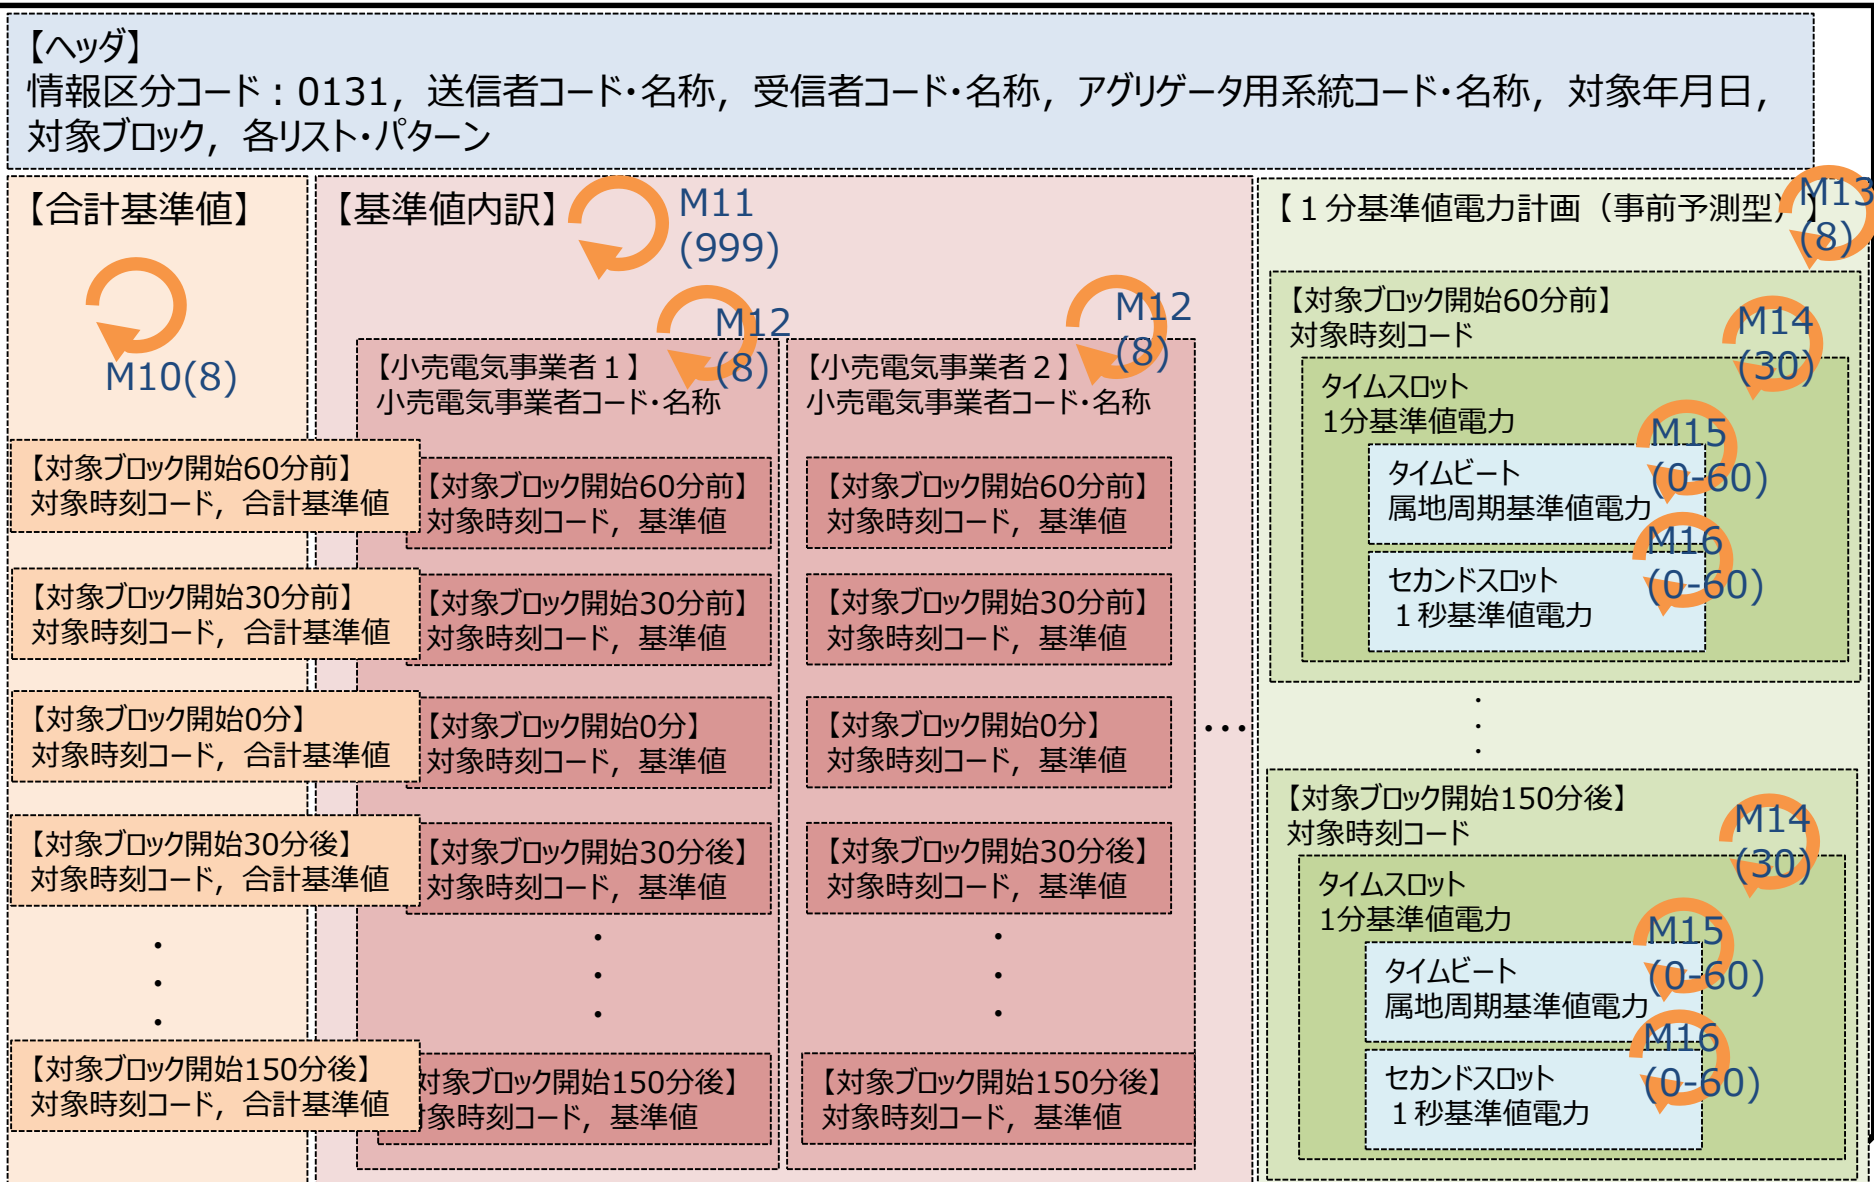 【ヘッダ】
情報区分コード：0131，送信者コード・名称，受信者コード・名称，アグリゲータ用系統コード・名称，対象年月日，
対象ブロック，各リスト・パターン
【合計基準値】
M10(8)
【対象ブロック開始60分前】
対象時刻コード，合計基準値
【対象ブロック開始30分前】
対象時刻コード，合計基準値
【対象ブロック開始0分】
対象時刻コード，合計基準値
【対象ブロック開始30分後】
対象時刻コード，合計基準値
・
・
・
【対象ブロック開始150分後】
対象時刻コード，合計基準値
【基準値内訳】
M11
(999)
M12
(8)
【小売電気事業者１】
小売電気事業者コード・名称
【対象ブロック開始60分前】
対象時刻コード，基準値
【対象ブロック開始30分前】
対象時刻コード，基準値
【対象ブロック開始0分】
対象時刻コード，基準値
【対象ブロック開始30分後】
対象時刻コード，基準値
・
・
・
対象ブロック開始150分後】
対象時刻コード，基準値
M12
(8)
【小売電気事業者２】
小売電気事業者コード・名称
【対象ブロック開始60分前】
対象時刻コード，基準値
【対象ブロック開始30分前】
対象時刻コード，基準値
【対象ブロック開始0分】
対象時刻コード，基準値
【対象ブロック開始30分後】
対象時刻コード，基準値
・
・
・
【対象ブロック開始150分後】
対象時刻コード，基準値
・・・
【１分基準値電力計画（事前予測型）】
M13
(8)
【対象ブロック開始60分前】
対象時刻コード
M14
(30)
タイムスロット
1分基準値電力
M15
(0-60)
タイムビート
属地周期基準値電力
M16
(0-60)
セカンドスロット
１秒基準値電力
・
・
・
【対象ブロック開始150分後】
対象時刻コード
M14
(30)
タイムスロット
1分基準値電力
M15
(0-60)
タイムビート
属地周期基準値電力
M16
(0-60)
セカンドスロット
１秒基準値電力